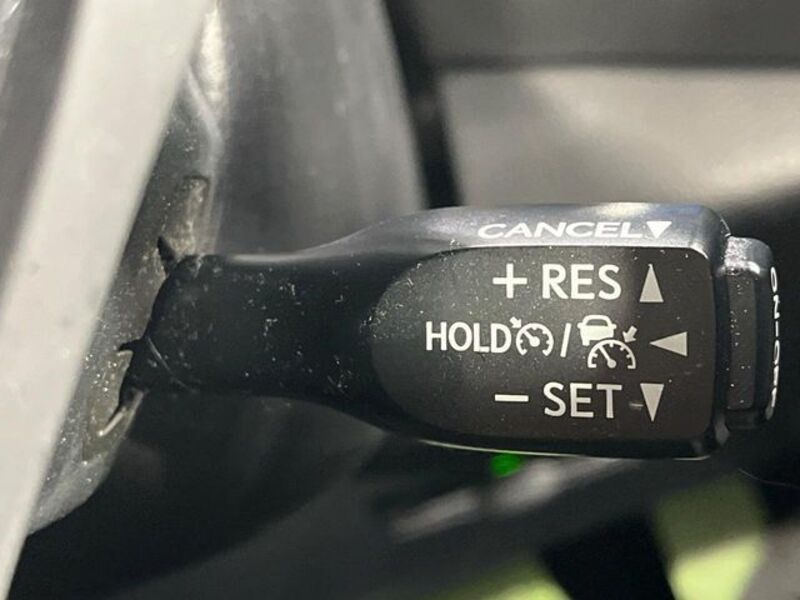 CANCEL▼
+ RES ▲
HOLD / ◀
− SET ▼
ON-OFF